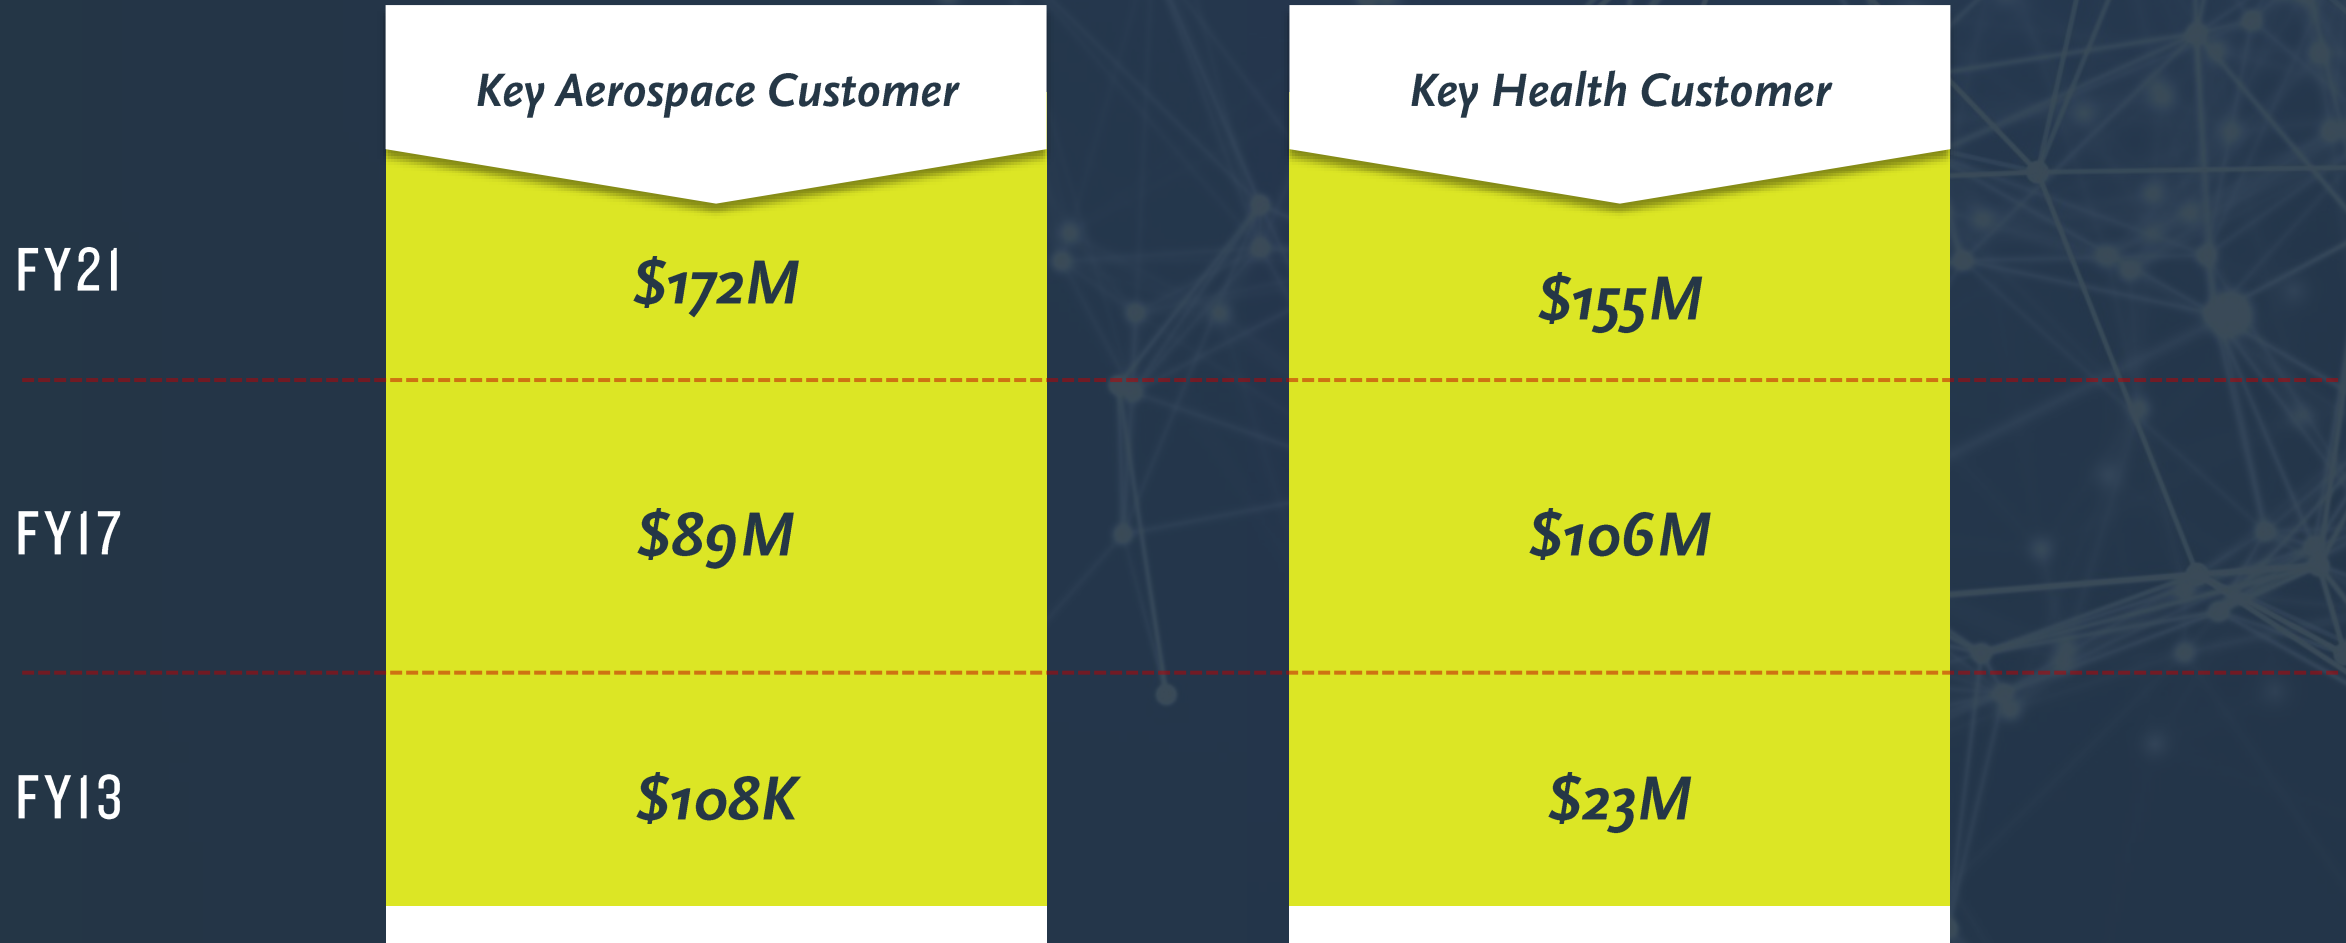 Key Aerospace Customer
Key Health Customer
FY21
$172M
$155M
FY17
$89M
$106M
FY13
$108K
$23M